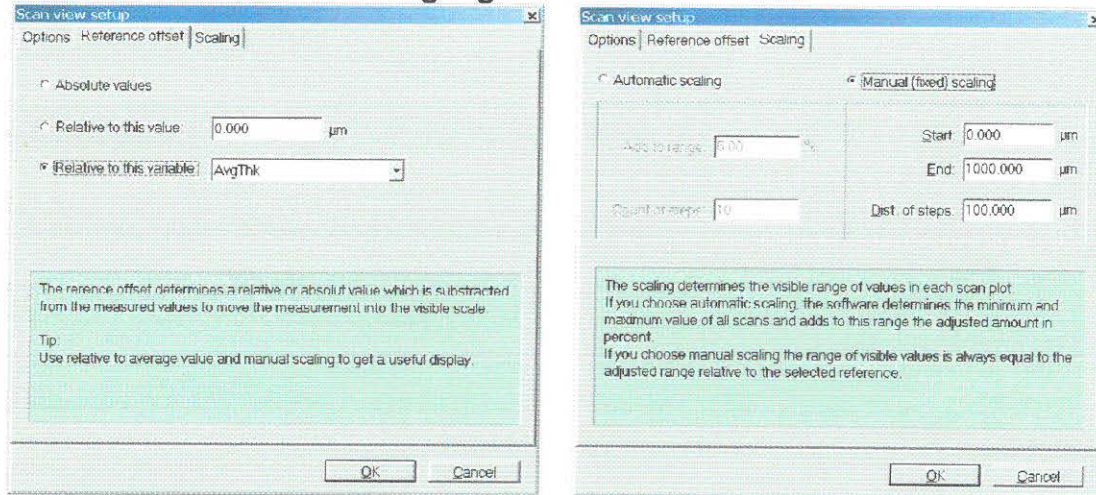 Scan view setup
Options Reference offset Scaling
Absolute values
Relative to this value: 0.000 µm
Relative to this variable: AvgThk
The rerence offset determines a relative or absolut value which is substracted
from the measured values to move the measurement into the visible scale.
Tip:
Use relative to average value and manual scaling to get a useful display.
OK Cancel
Scan view setup
Options Reference offset Scaling
Automatic scaling Manual (fixed) scaling
Add to range: 5.00 %
Count of steps: 10
Start: 0.000 µm
End: 1000.000 µm
Dist. of steps: 100.000 µm
The scaling determines the visible range of values in each scan plot.
If you choose automatic scaling, the software determines the minimum and
maximum value of all scans and adds to this range the adjusted amount in
percent.
If you choose manual scaling the range of visible values is always equal to the
adjusted range relative to the selected reference.
OK Cancel